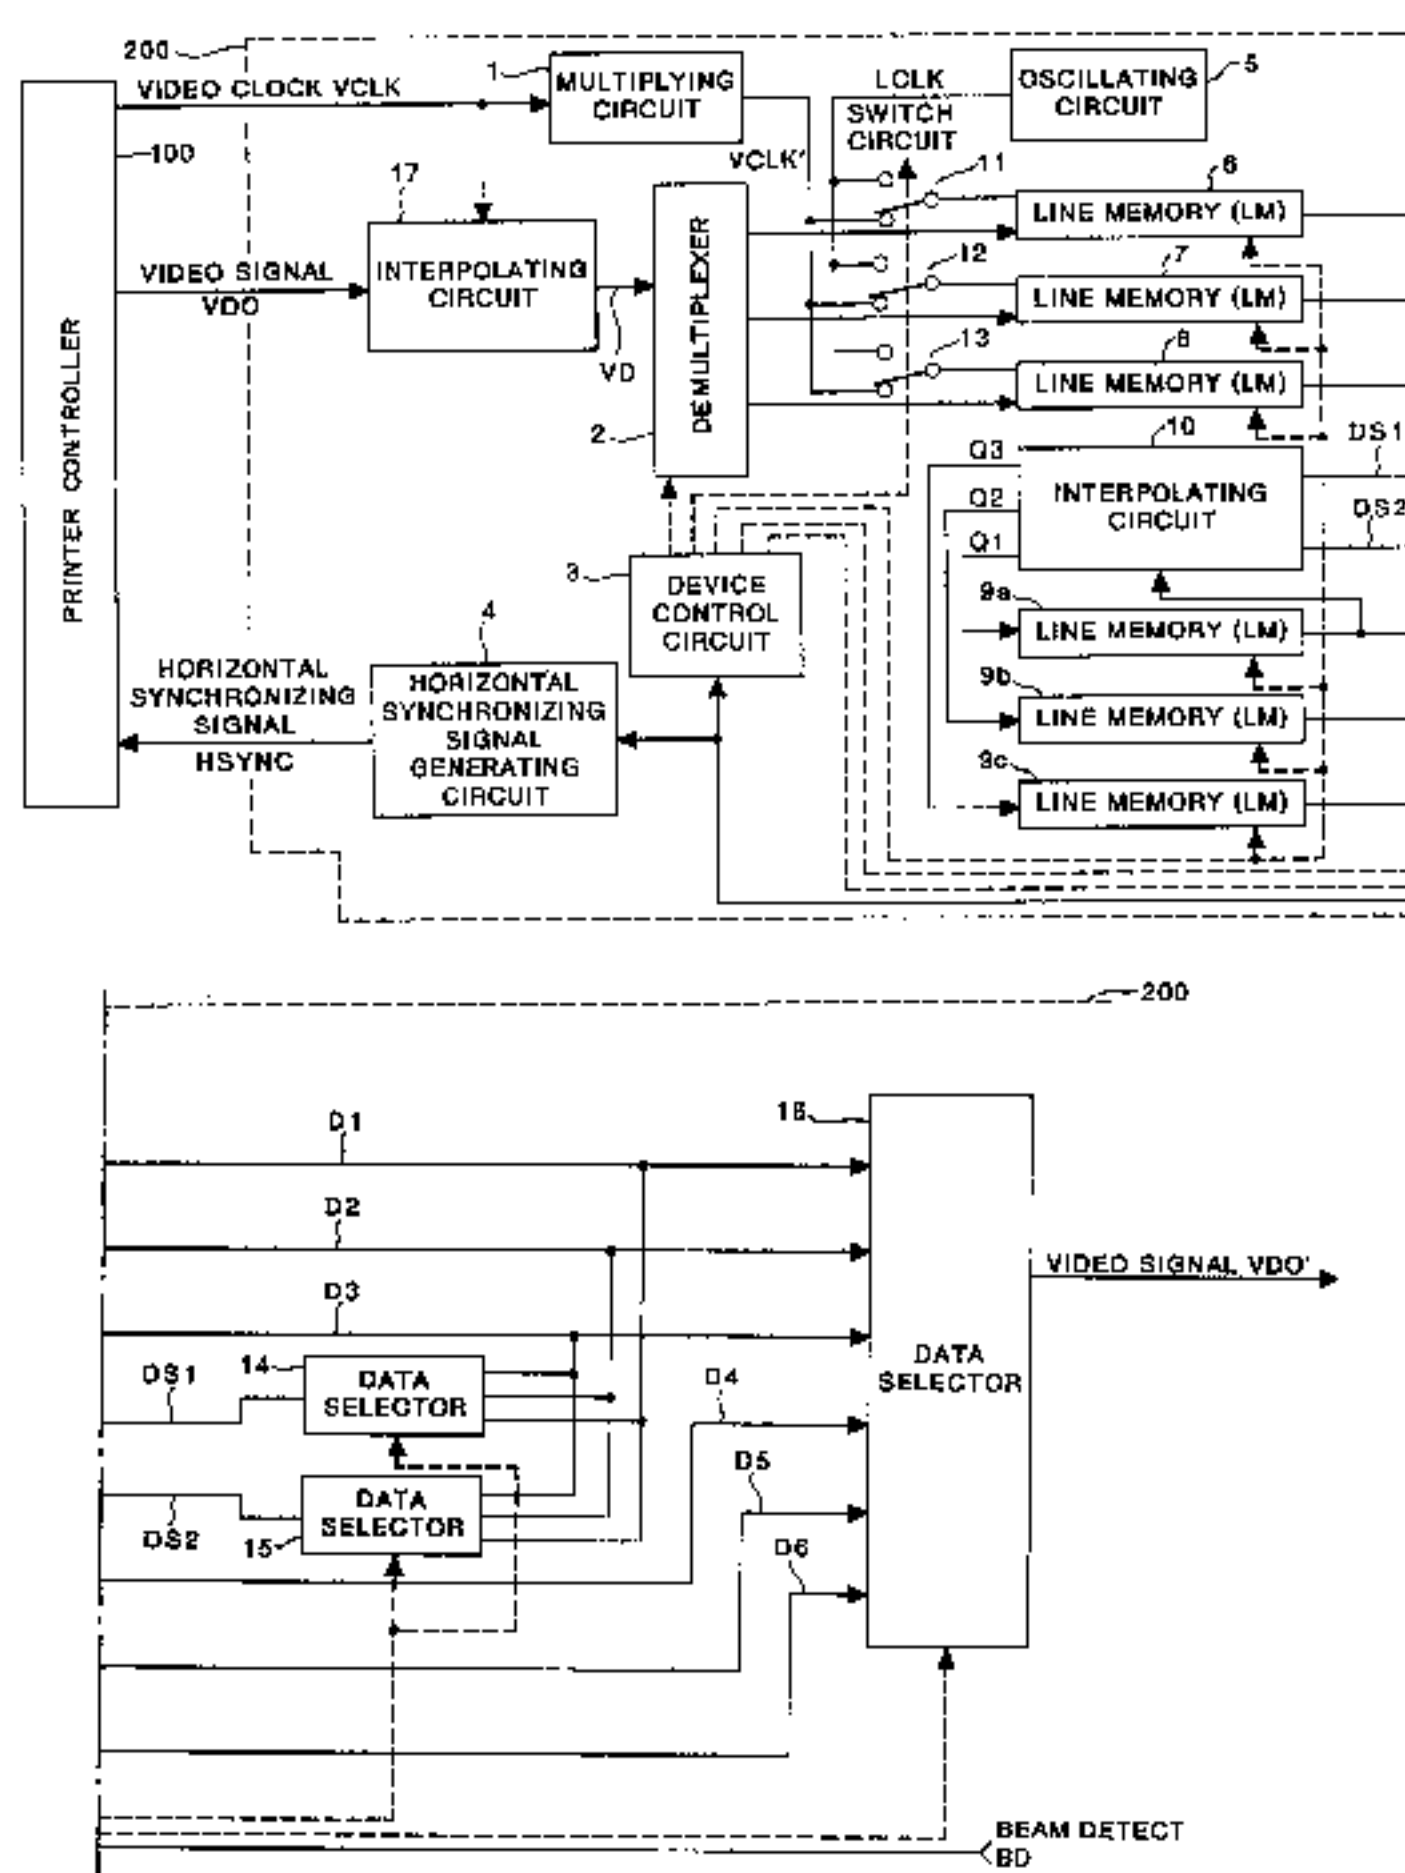 200
VIDEO CLOCK VCLK
1
MULTIPLYING
CIRCUIT
LCLK
SWITCH
CIRCUIT
OSCILLATING
CIRCUIT
5
100
VCLK'
17
11
6
LINE MEMORY (LM)
VIDEO SIGNAL
VDO
INTERPOLATING
CIRCUIT
VD
DEMULTIPLEXER
2
12
7
LINE MEMORY (LM)
13
8
LINE MEMORY (LM)
PRINTER CONTROLLER
10
Q3
Q2
Q1
INTERPOLATING
CIRCUIT
DS1
DS2
3
DEVICE
CONTROL
CIRCUIT
9a
LINE MEMORY (LM)
4
HORIZONTAL
SYNCHRONIZING
SIGNAL
HSYNC
HORIZONTAL
SYNCHRONIZING
SIGNAL
GENERATING
CIRCUIT
9b
LINE MEMORY (LM)
9c
LINE MEMORY (LM)
200
D1
16
D2
D3
VIDEO SIGNAL VDO'
DATA
SELECTOR
DS1
14
DATA
SELECTOR
D4
D5
DS2
15
DATA
SELECTOR
D6
BEAM DETECT
BD